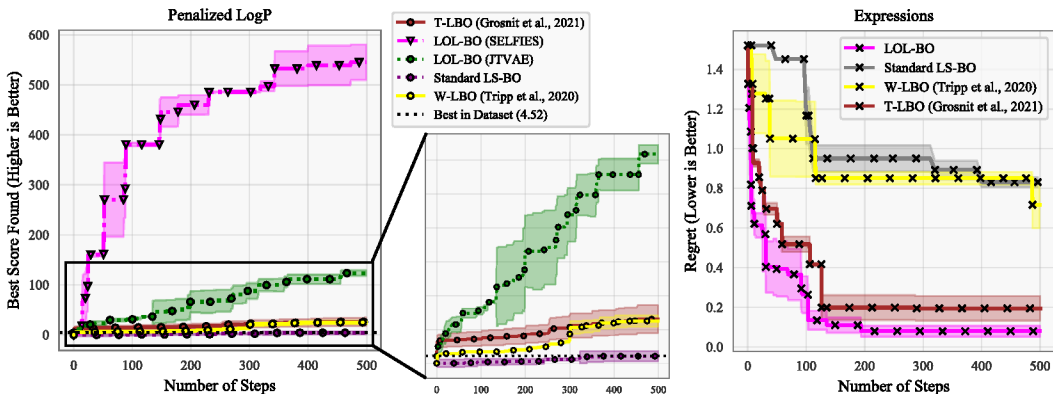 Penalized LogP
Best Score Found (Higher is Better)
600
500
400
300
200
100
0
0 100 200 300 400 500
Number of Steps
T-LBO (Grosnit et al., 2021)
LOL-BO (SELFIES)
LOL-BO (JTVAE)
Standard LS-BO
W-LBO (Tripp et al., 2020)
Best in Dataset (4.52)
0 100 200 300 400 500
Number of Steps
Expressions
Regret (Lower is Better)
1.4
1.2
1.0
0.8
0.6
0.4
0.2
0.0
LOL-BO
Standard LS-BO
W-LBO (Tripp et al., 2020)
T-LBO (Grosnit et al., 2021)
0 100 200 300 400 500
Number of Steps